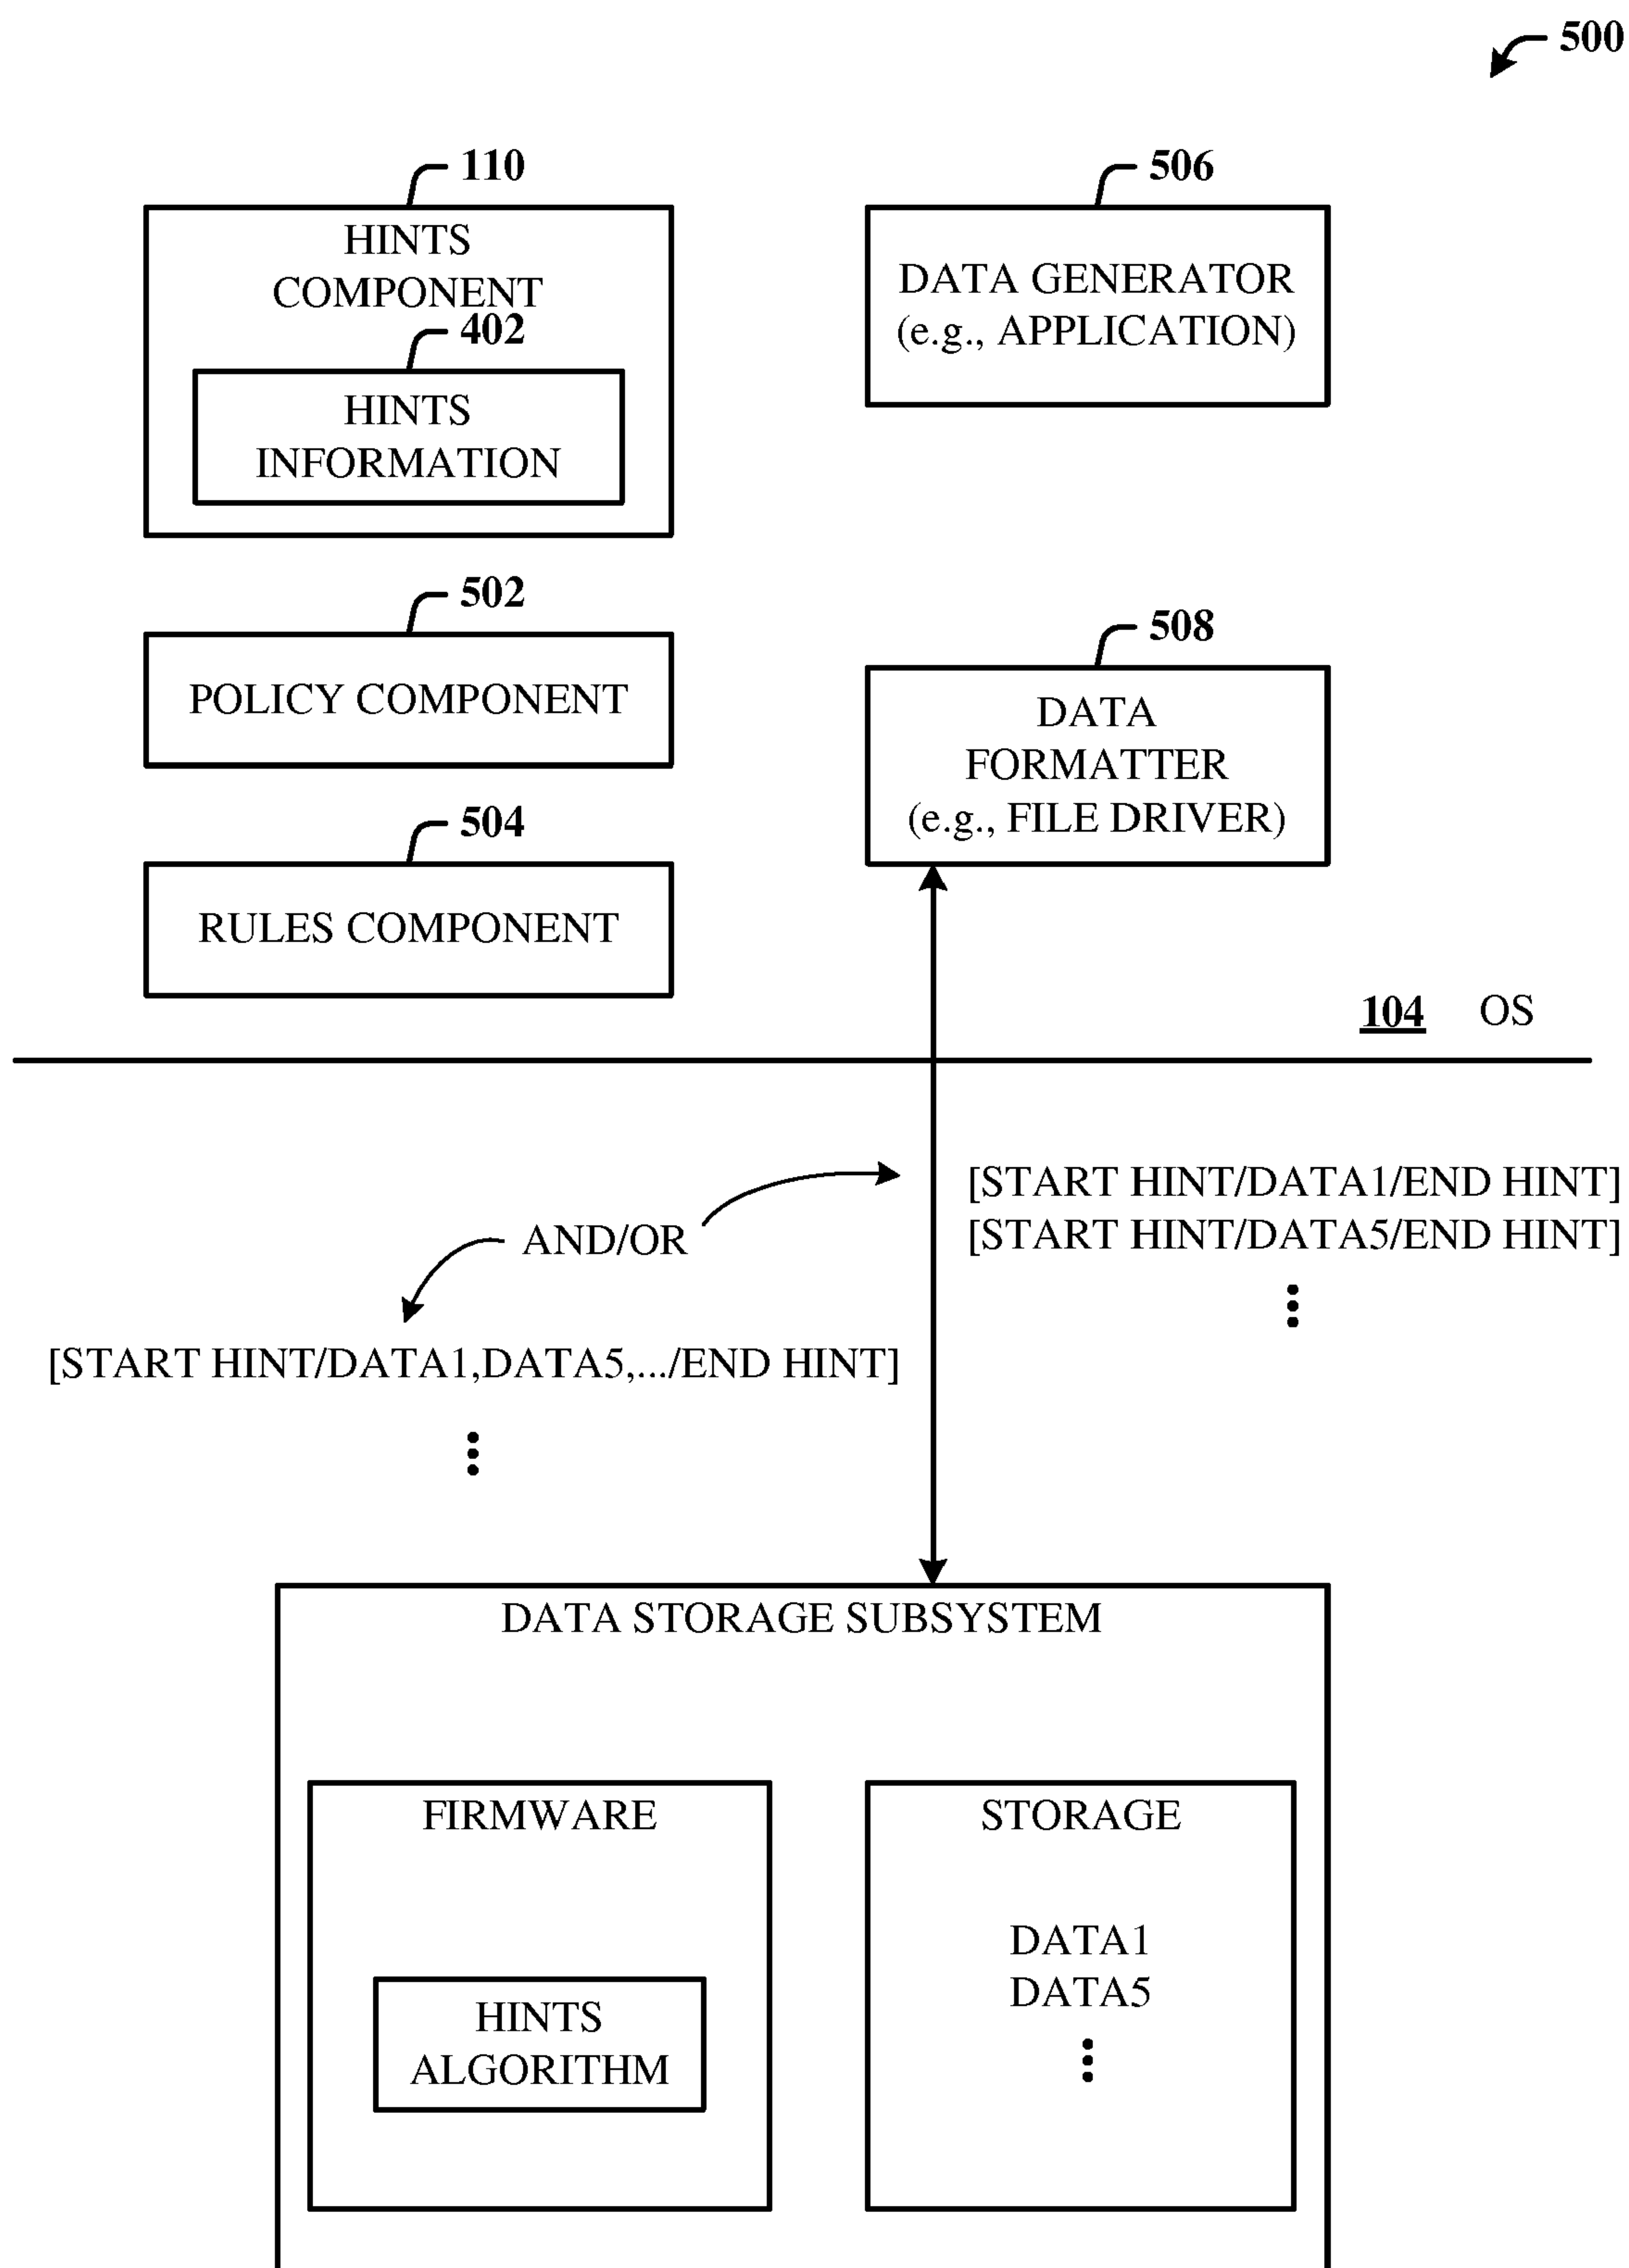 500
110
HINTS
COMPONENT
402
HINTS
INFORMATION
506
DATA GENERATOR
(e.g., APPLICATION)
502
POLICY COMPONENT
508
DATA
FORMATTER
(e.g., FILE DRIVER)
504
RULES COMPONENT
104 OS
[START HINT/DATA1/END HINT]
[START HINT/DATA5/END HINT]
AND/OR
[START HINT/DATA1,DATA5,.../END HINT]
DATA STORAGE SUBSYSTEM
FIRMWARE
HINTS
ALGORITHM
STORAGE
DATA1
DATA5